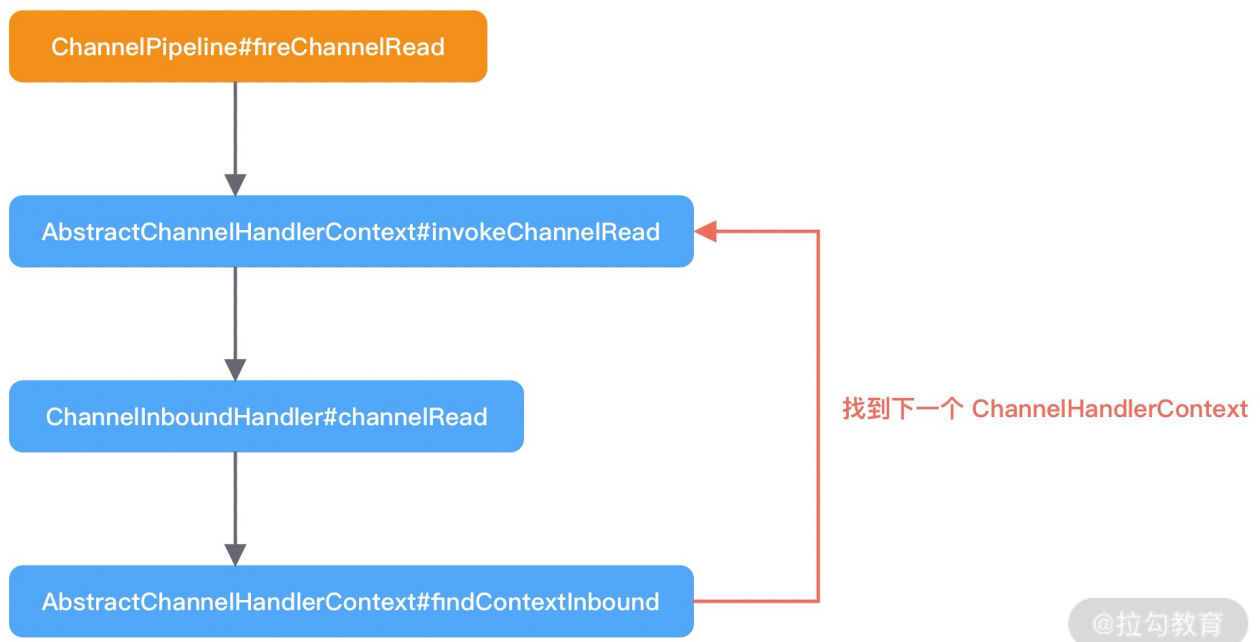 ChannelPipeline#fireChannelRead
AbstractChannelHandlerContext#invokeChannelRead
ChannelInboundHandler#channelRead
找到下一个 ChannelHandlerContext
AbstractChannelHandlerContext#findContextInbound
@拉勾教育